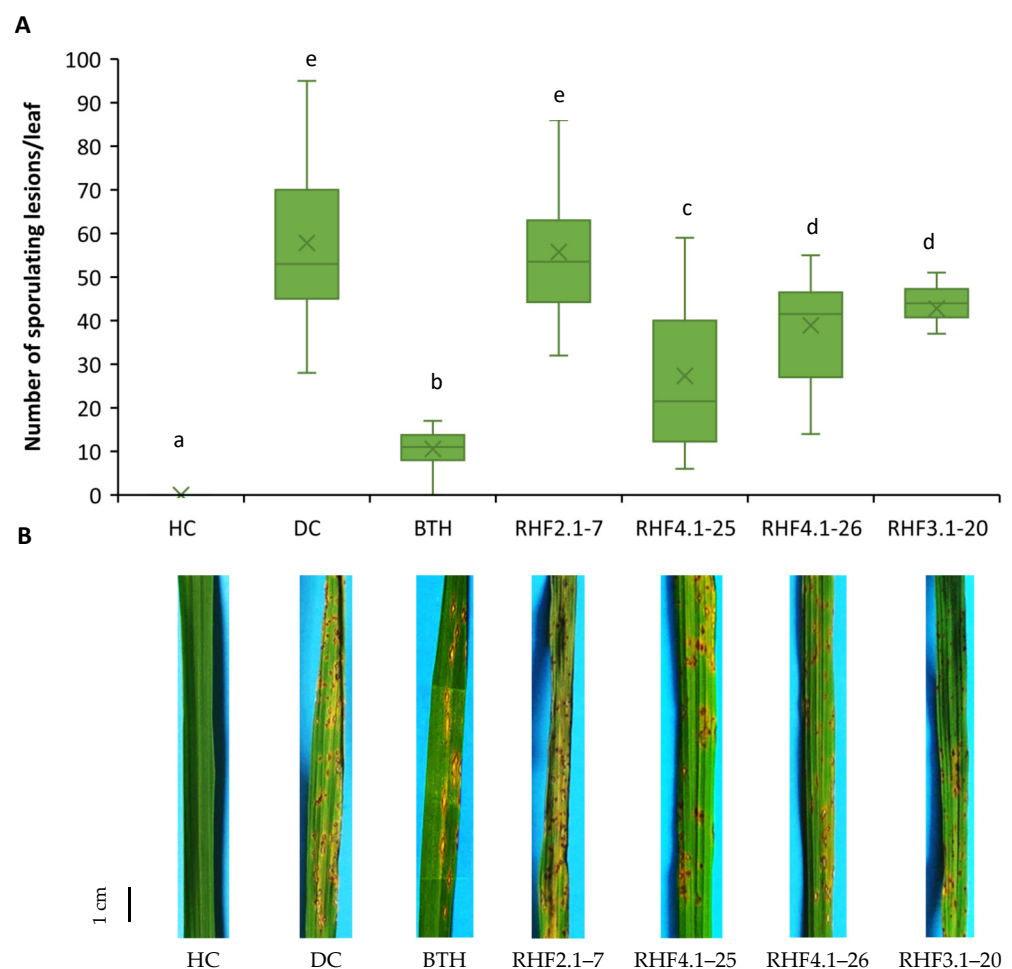 A
Number of sporulating lesions/leaf
100
90
80
70
60
50
40
30
20
10
0
a
e
b
e
c
d
d
HC DC BTH RHF2.1-7 RHF4.1-25 RHF4.1-26 RHF3.1-20
B
1 cm
HC DC BTH RHF2.1–7 RHF4.1–25 RHF4.1–26 RHF3.1–20